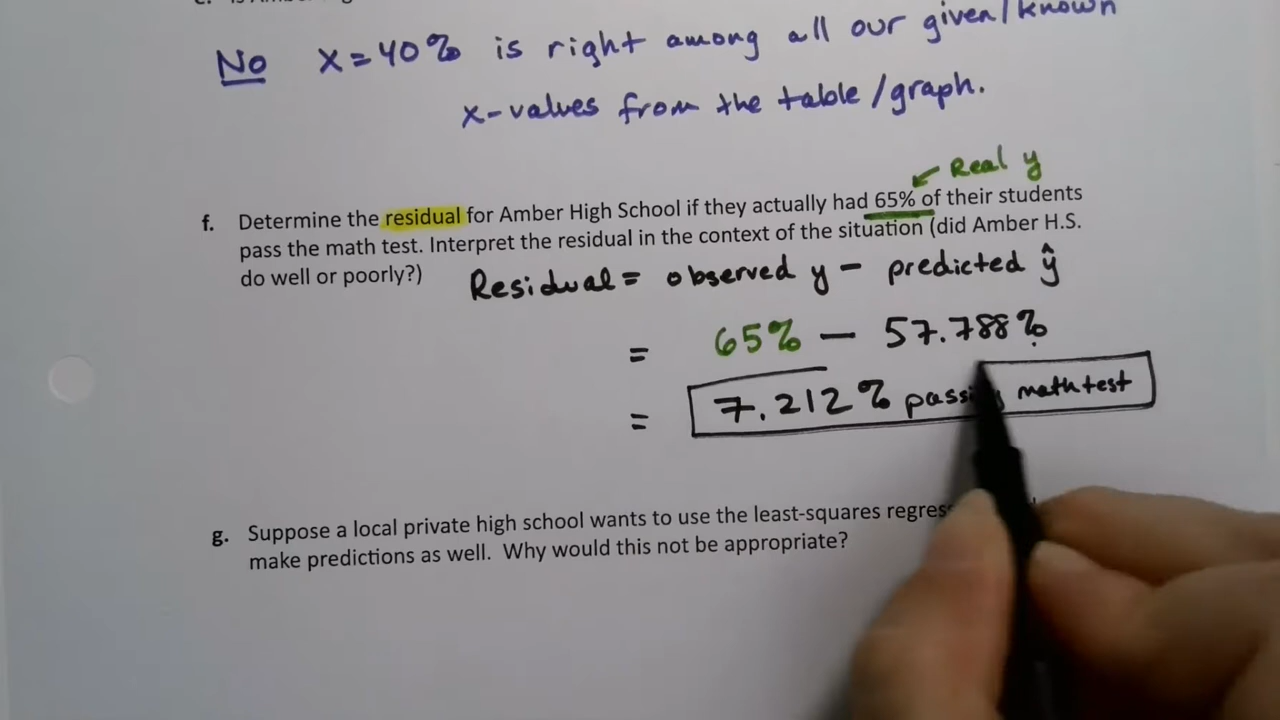 No x=40% is right among all our given/known
x-values from the table/graph.
Real y
f. Determine the residual for Amber High School if they actually had 65% of their students
pass the math test. Interpret the residual in the context of the situation (did Amber H.S.
do well or poorly?) Residual = observed y - predicted ŷ
= 65% - 57.788%
= 7.212% math test
g. Suppose a local private high school wants to use the least-squares
make predictions as well. Why would this not be appropriate?